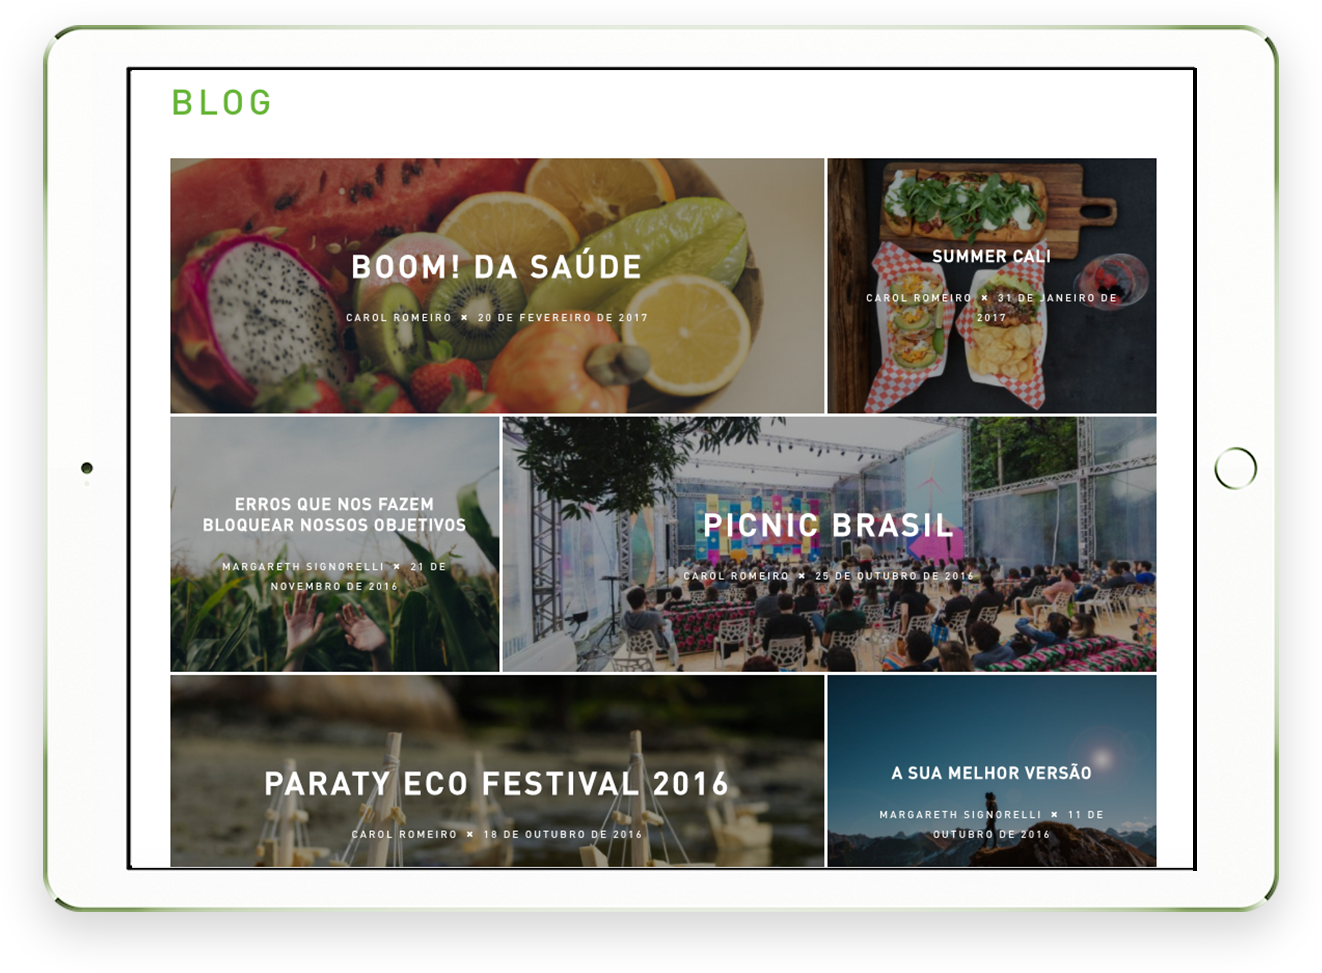 BLOG
BOOM! DA SAÚDE
CAROL ROMEIRO × 20 DE FEVEREIRO DE 2017
SUMMER CALI
CAROL ROMEIRO × 31 DE JANEIRO DE
2017
ERROS QUE NOS FAZEM
BLOQUEAR NOSSOS OBJETIVOS
MARGARETH SIGNORELLI × 21 DE
NOVEMBRO DE 2016
PICNIC BRASIL
CAROL ROMEIRO × 25 DE OUTUBRO DE 2016
PARATY ECO FESTIVAL 2016
CAROL ROMEIRO × 18 DE OUTUBRO DE 2016
A SUA MELHOR VERSÃO
MARGARETH SIGNORELLI × 11 DE
OUTUBRO DE 2016